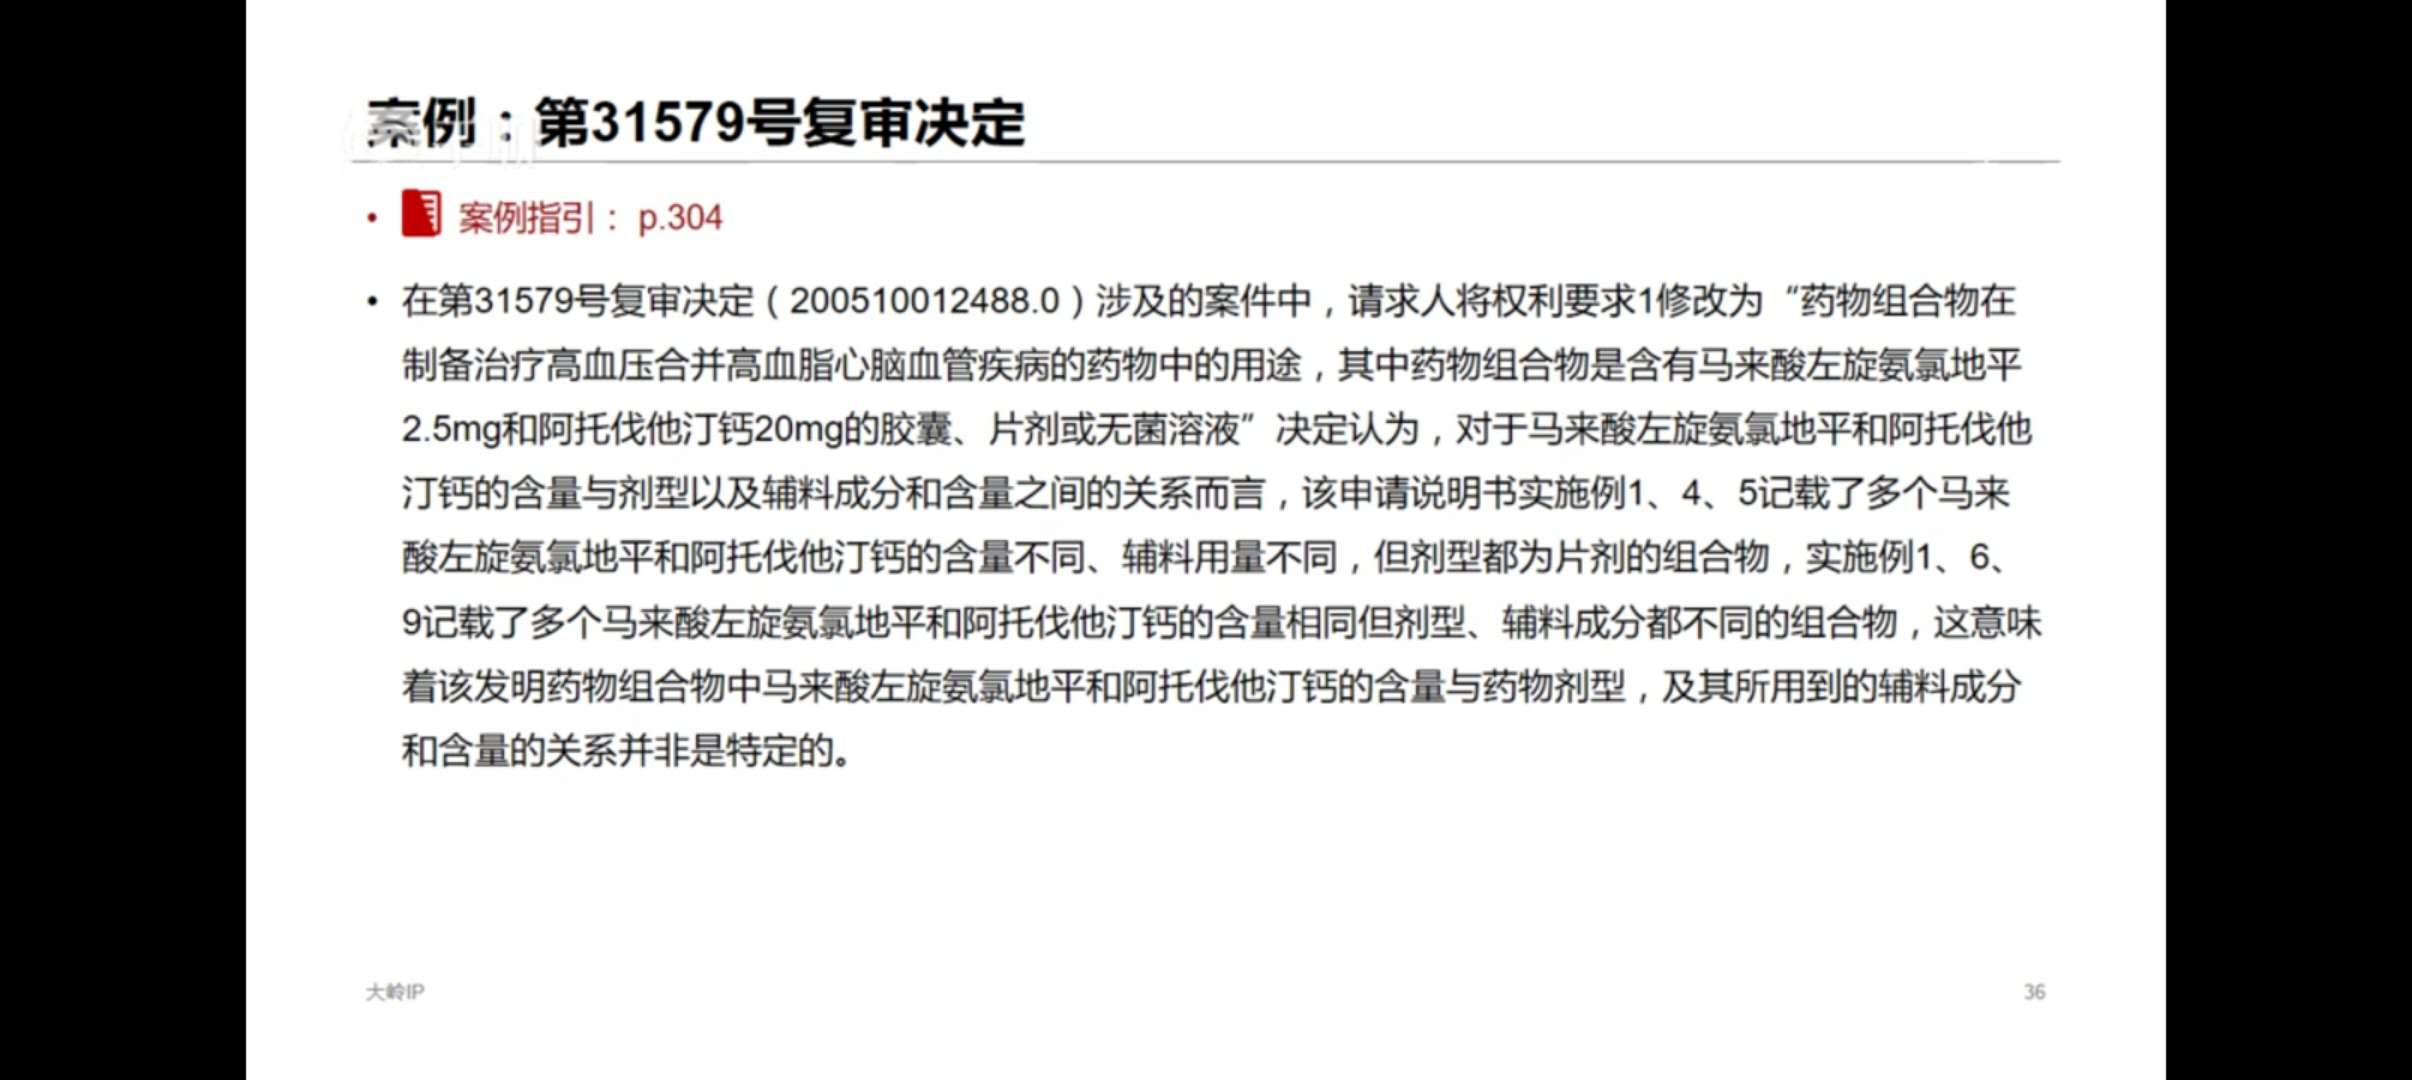 案例：第31579号复审决定
• 案例指引： p.304
• 在第31579号复审决定（200510012488.0）涉及的案件中，请求人将权利要求1修改为“药物组合物在
制备治疗高血压合并高血脂心脑血管疾病的药物中的用途，其中药物组合物是含有马来酸左旋氨氯地平
2.5mg和阿托伐他汀钙20mg的胶囊、片剂或无菌溶液”决定认为，对于马来酸左旋氨氯地平和阿托伐他
汀钙的含量与剂型以及辅料成分和含量之间的关系而言，该申请说明书实施例1、4、5记载了多个马来
酸左旋氨氯地平和阿托伐他汀钙的含量不同、辅料用量不同，但剂型都为片剂的组合物，实施例1、6、
9记载了多个马来酸左旋氨氯地平和阿托伐他汀钙的含量相同但剂型、辅料成分都不同的组合物，这意味
着该发明药物组合物中马来酸左旋氨氯地平和阿托伐他汀钙的含量与药物剂型，及其所用到的辅料成分
和含量的关系并非是特定的。
大岭IP
36